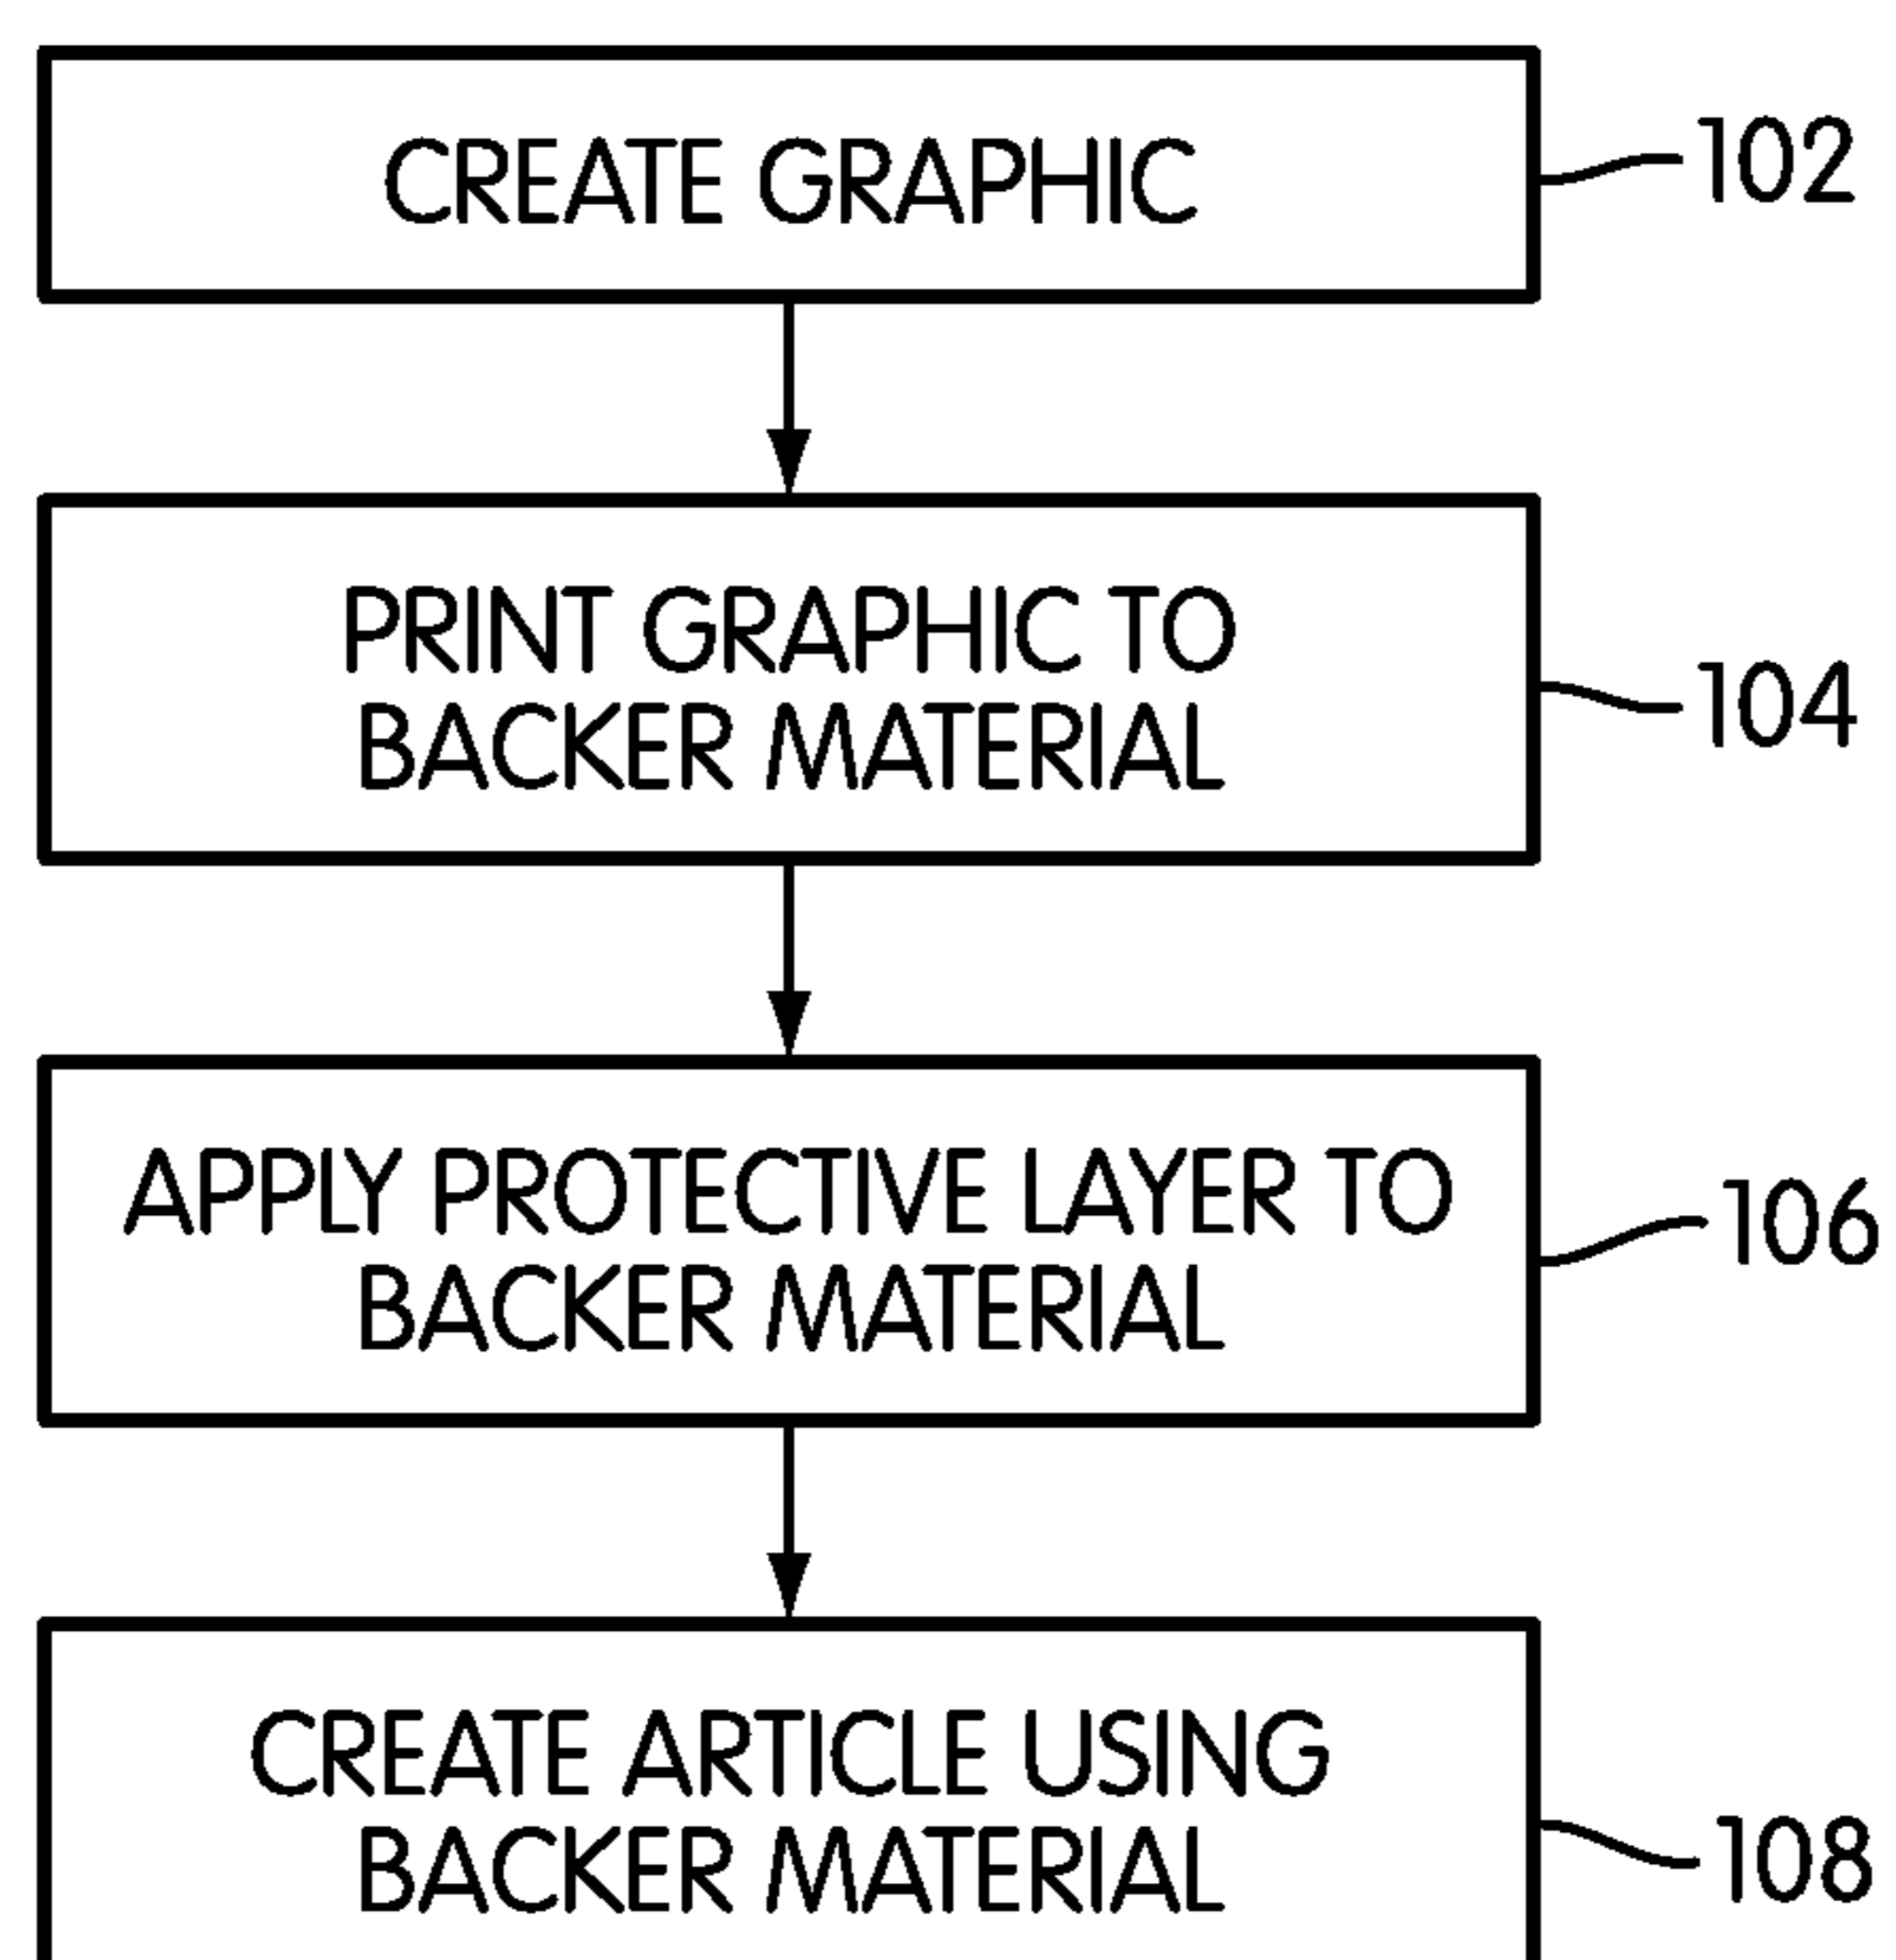 CREATE GRAPHIC
102
PRINT GRAPHIC TO
BACKER MATERIAL
104
APPLY PROTECTIVE LAYER TO
BACKER MATERIAL
106
CREATE ARTICLE USING
BACKER MATERIAL
108